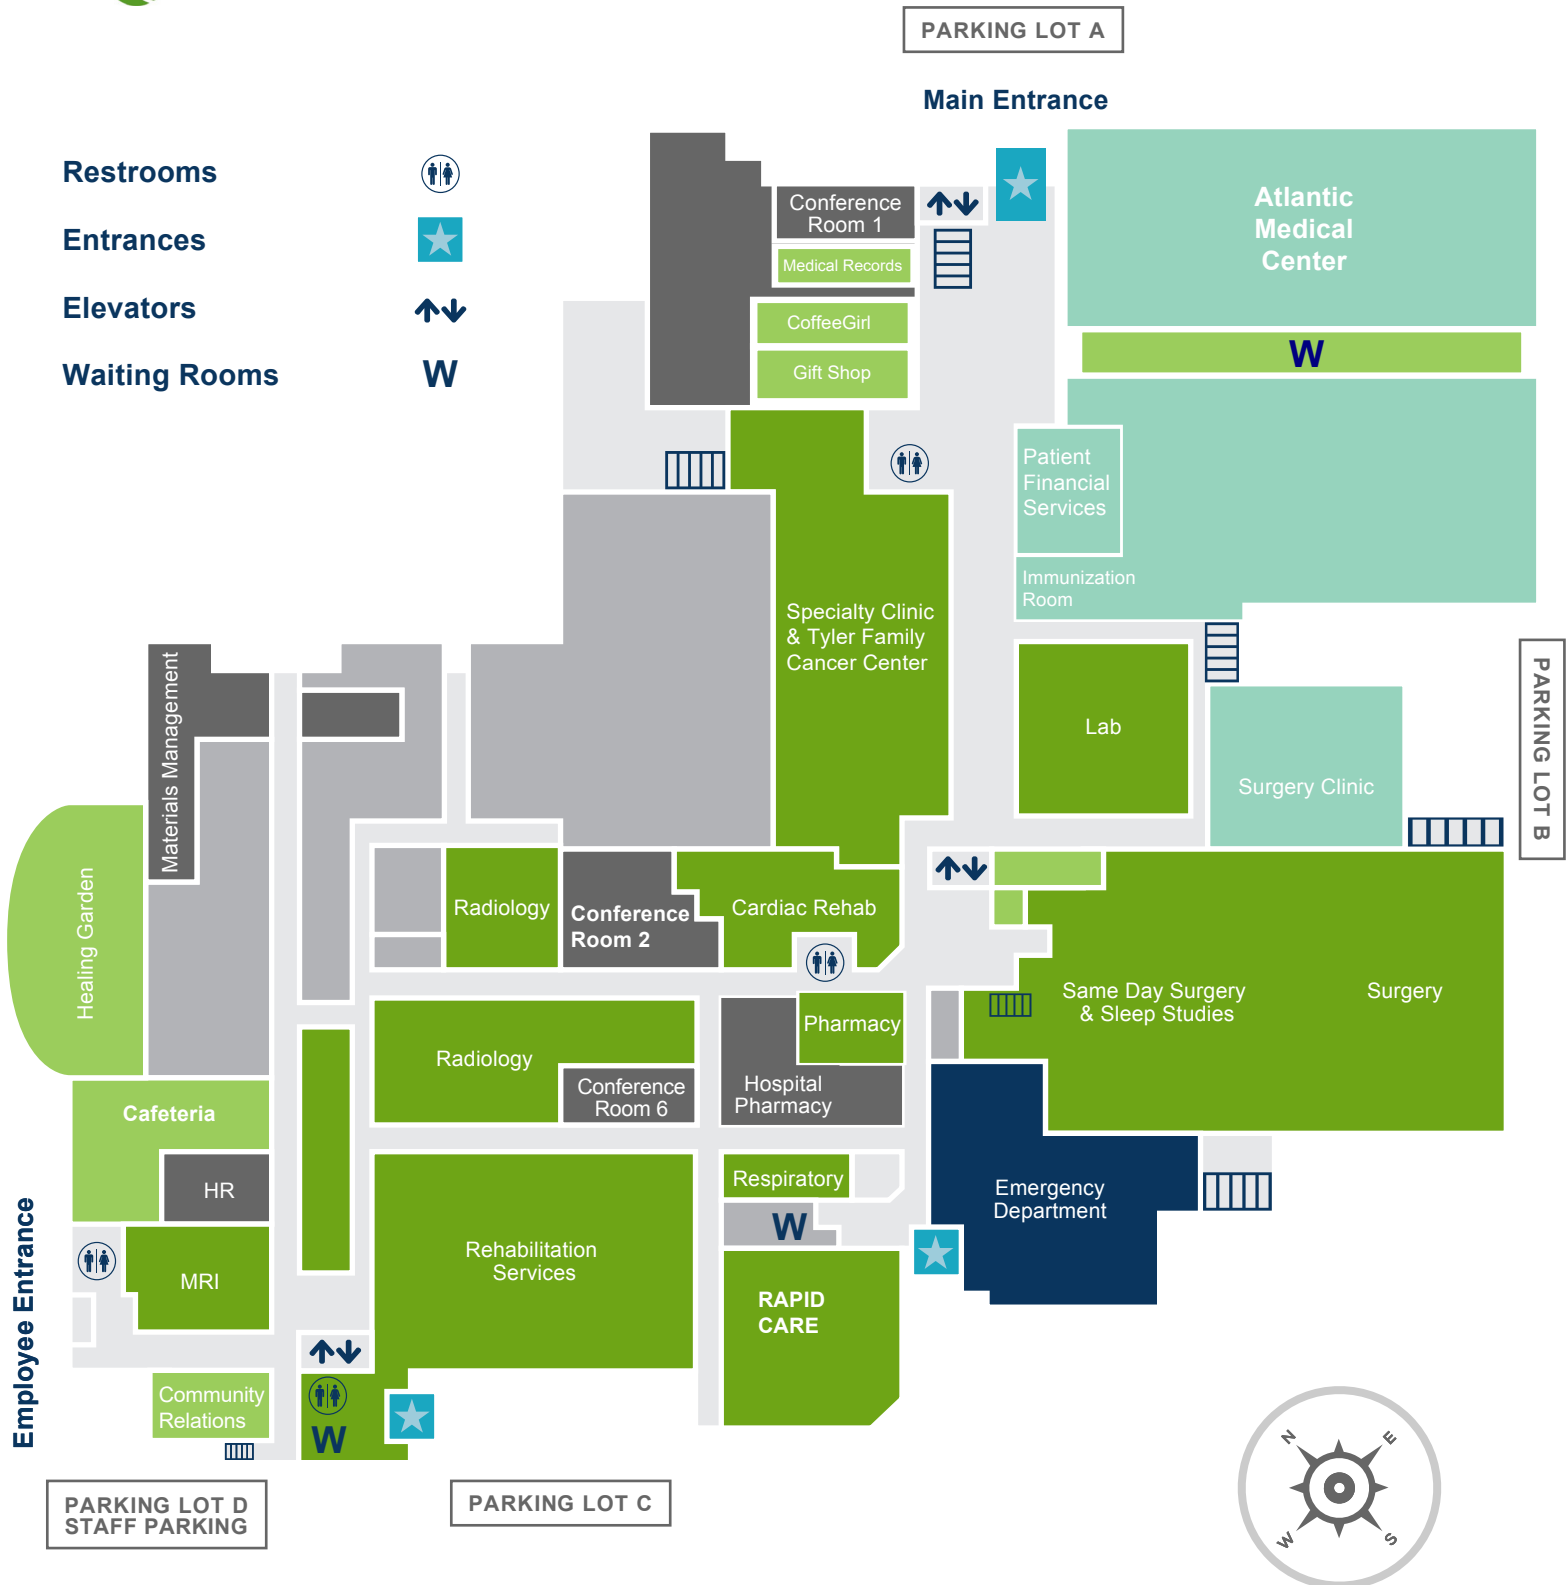 PARKING LOT A
Main Entrance
Restrooms
Entrances
Elevators
Waiting Rooms
W
Conference
Room 1
Medical Records
CoffeeGirl
Gift Shop
Atlantic
Medical
Center
W
Patient
Financial
Services
Immunization
Room
Specialty Clinic
& Tyler Family
Cancer Center
Lab
Surgery Clinic
PARKING LOT B
Materials Management
Healing Garden
Radiology
Conference
Room 2
Cardiac Rehab
Same Day Surgery
& Sleep Studies
Surgery
Pharmacy
Radiology
Conference
Room 6
Hospital
Pharmacy
Cafeteria
HR
MRI
Respiratory
W
Emergency
Department
Rehabilitation
Services
RAPID
CARE
Employee Entrance
Community
Relations
W
PARKING LOT D
STAFF PARKING
PARKING LOT C
N
E
W
S